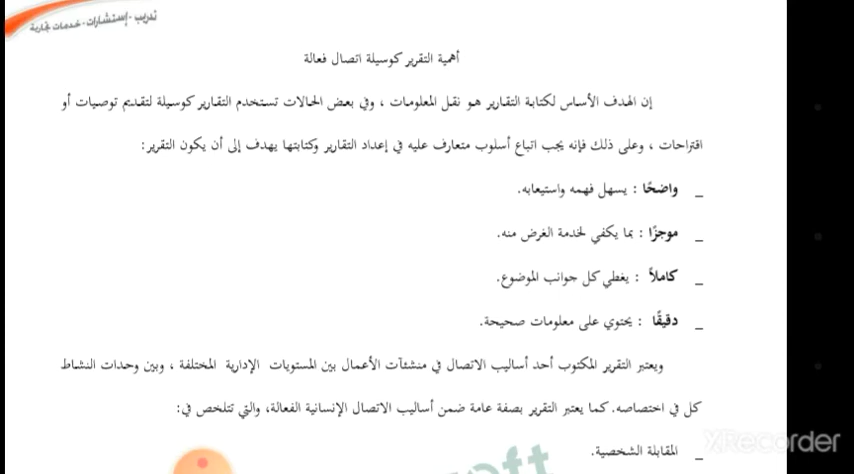 تدريب - إستشارات - خدمات تجارية
أهمية التقرير كوسيلة اتصال فعالة
إن الهدف الأساس لكتابة التقارير هو نقل المعلومات ، وفي بعض الحالات تستخدم التقارير كوسيلة لتقديم توصيات أو
اقتراحات ، وعلى ذلك فإنه يجب اتباع أسلوب متعارف عليه في إعداد التقارير وكتابتها يهدف إلى أن يكون التقرير:
_ واضحًا : يسهل فهمه واستيعابه.
_ موجزًا : بما يكفي لخدمة الغرض منه.
_ كاملاً : يغطي كل جوانب الموضوع.
_ دقيقًا : يحتوي على معلومات صحيحة.
ويعتبر التقرير المكتوب أحد أساليب الاتصال في منشئآت الأعمال بين المستويات الإدارية المختلفة ، وبين وحدات النشاط
كل في اختصاصه. كما يعتبر التقرير بصفة عامة ضمن أساليب الاتصال الإنسانية الفعالة، والتي تتلخص في:
_ المقابلة الشخصية.
XRecorder